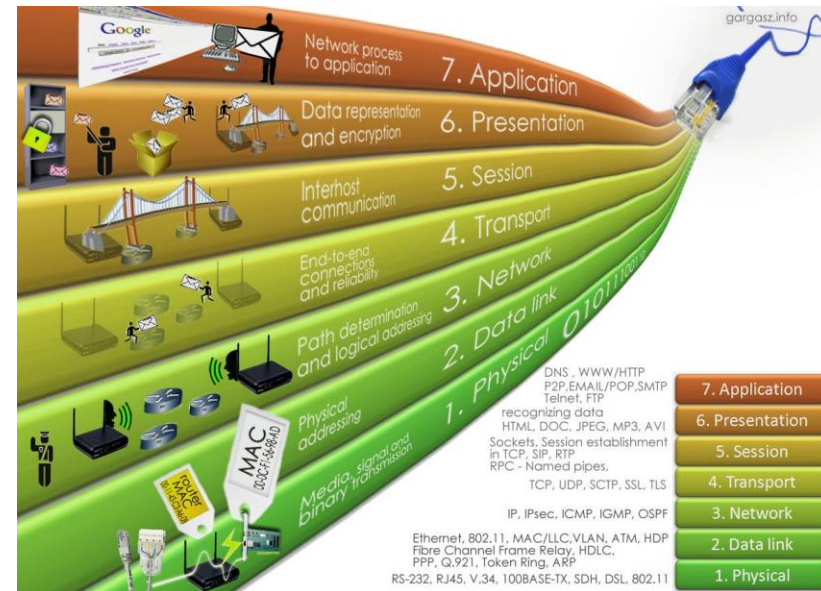 gargasz.info
Google
Network process
to application
7. Application
Data representation
and encryption
6. Presentation
Interhost
communication
5. Session
End-to-end
connections
and reliability
4. Transport
Path determination
and logical addressing
3. Network
Physical
addressing
2. Data link
Media, signal and
binary transmission
1. Physical
MAC
router
MAC
DNS , WWW/HTTP
P2P,EMAIL/POP,SMTP
Telnet, FTP
7. Application
recognizing data
HTML, DOC, JPEG, MP3, AVI
6. Presentation
Sockets. Session establishment
in TCP, SIP, RTP
RPC - Named pipes,
5. Session
TCP, UDP, SCTP, SSL, TLS
4. Transport
IP, IPsec, ICMP, IGMP, OSPF
3. Network
Ethernet, 802.11, MAC/LLC,VLAN, ATM, HDP
Fibre Channel Frame Relay, HDLC,
PPP, Q.921, Token Ring, ARP
2. Data link
RS-232, RJ45, V.34, 100BASE-TX, SDH, DSL, 802.11
1. Physical